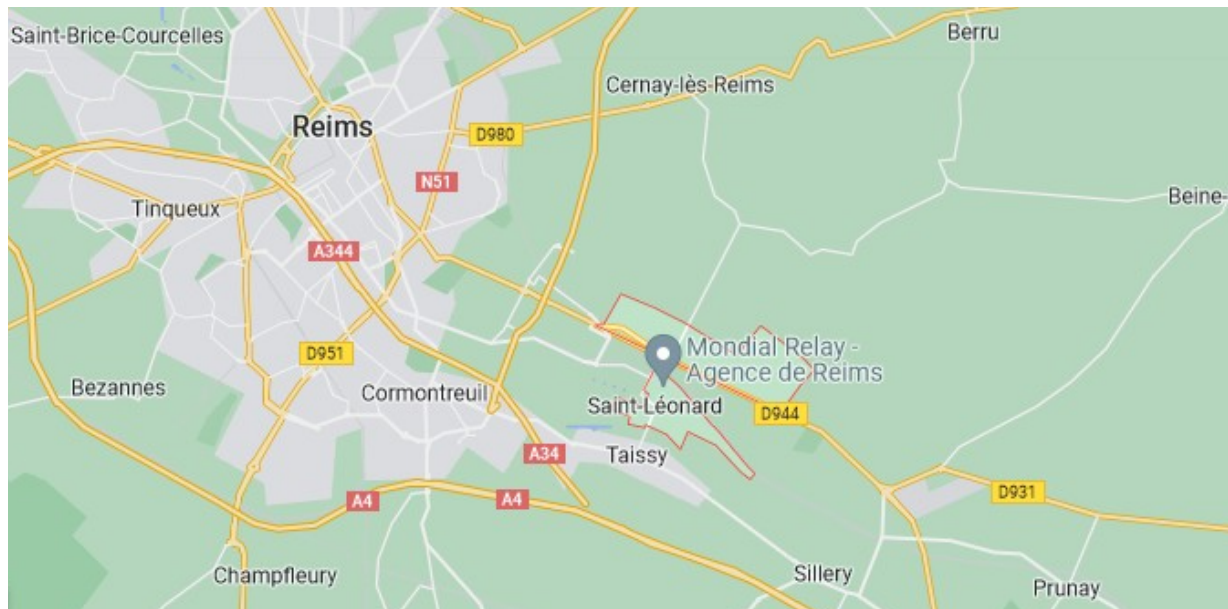 Saint-Brice-Courcelles
Berru
Cernay-lès-Reims
Reims
D980
N51
Beine-
Tinqueux
A344
Mondial Relay -
Agence de Reims
D951
Bezannes
Cormontreuil
Saint-Léonard
D944
Taissy
A34
D931
A4
A4
Champfleury
Sillery
Prunay